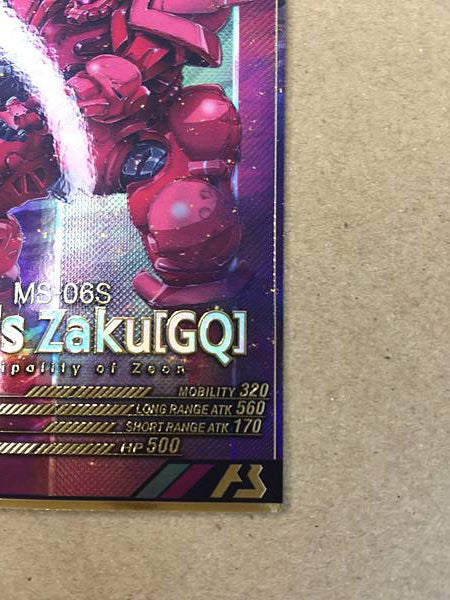 MS-06S
's Zaku[GQ]
ipality of Zeon
MOBILITY 320
LONG RANGE ATK 560
SHORT RANGE ATK 170
HP 500